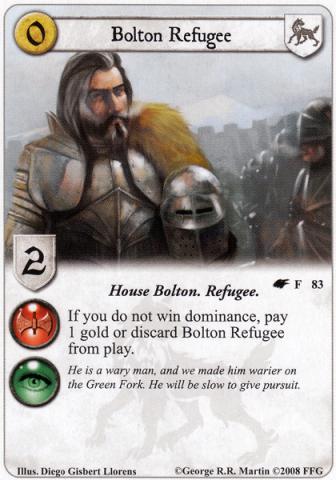 0
Bolton Refugee
2
House Bolton. Refugee.
F 83
If you do not win dominance, pay
1 gold or discard Bolton Refugee
from play.
He is a wary man, and we made him warier on
the Green Fork. He will be slow to give pursuit.
Illus. Diego Gisbert Llorens
©George R.R. Martin ©2008 FFG